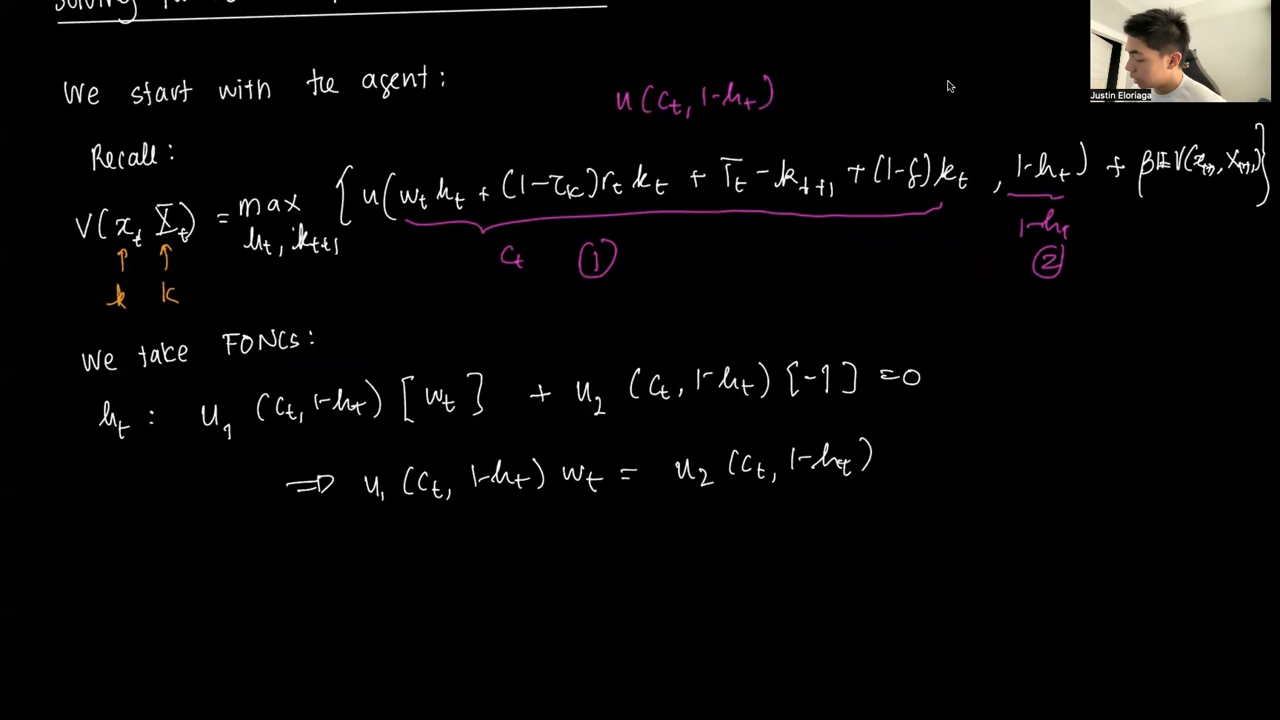 We start with the agent:
u(c_t, 1-h_t)
Justin Eloriaga
Recall:
V(x_t, X_t) = max_{h_t, k_{t+1}} { u(w_t h_t + (1-τ_k) r_t k_t + T_t - k_{t+1} + (1-δ)k_t, 1-h_t) + βE V(x_{t+1}, X_{t+1}) }
c_t ① 1-h_t ②
↑ ↑
k K
We take FONCs:
h_t : u_1 (c_t, 1-h_t) [w_t] + u_2 (c_t, 1-h_t) [-1] = 0
⇒ u_1 (c_t, 1-h_t) w_t = u_2 (c_t, 1-h_t)